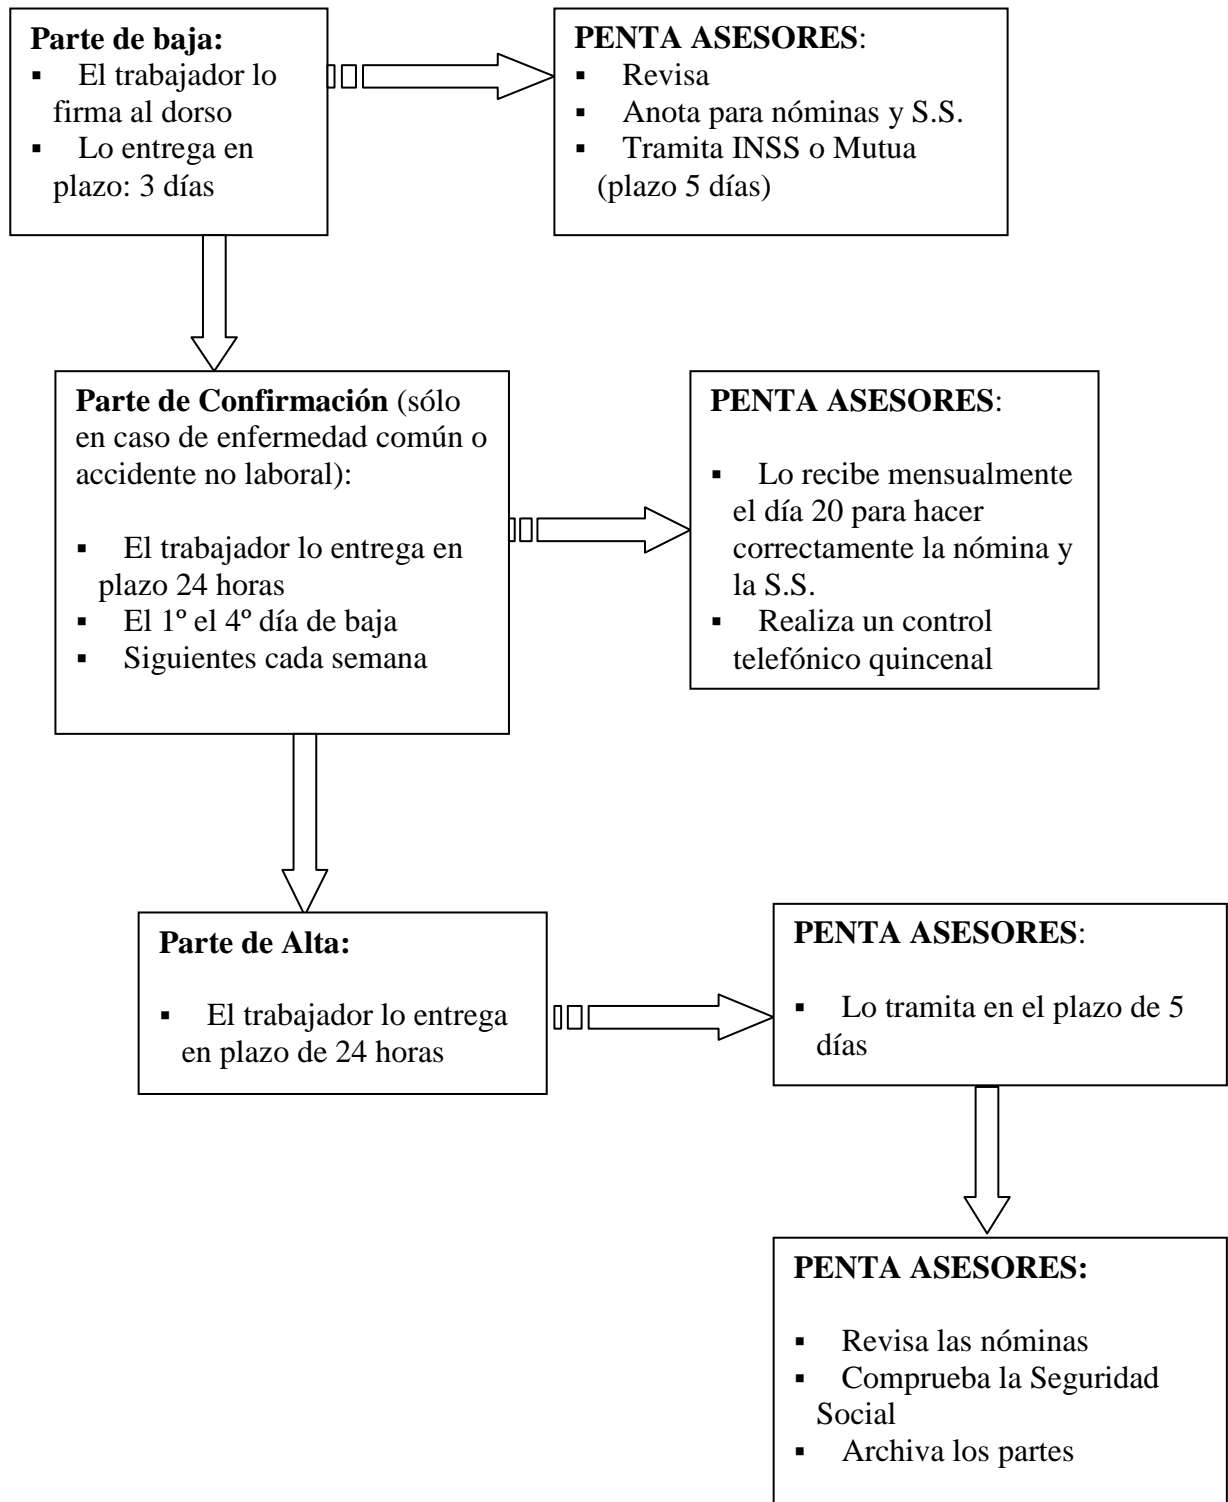 Parte de baja:
▪ El trabajador lo
firma al dorso
▪ Lo entrega en
plazo: 3 días
PENTA ASESORES:
▪ Revisa
▪ Anota para nóminas y S.S.
▪ Tramita INSS o Mutua
(plazo 5 días)
Parte de Confirmación (sólo
en caso de enfermedad común o
accidente no laboral):
▪ El trabajador lo entrega en
plazo 24 horas
▪ El 1º el 4º día de baja
▪ Siguientes cada semana
PENTA ASESORES:
▪ Lo recibe mensualmente
el día 20 para hacer
correctamente la nómina y
la S.S.
▪ Realiza un control
telefónico quincenal
Parte de Alta:
▪ El trabajador lo entrega
en plazo de 24 horas
PENTA ASESORES:
▪ Lo tramita en el plazo de 5
días
PENTA ASESORES:
▪ Revisa las nóminas
▪ Comprueba la Seguridad
Social
▪ Archiva los partes